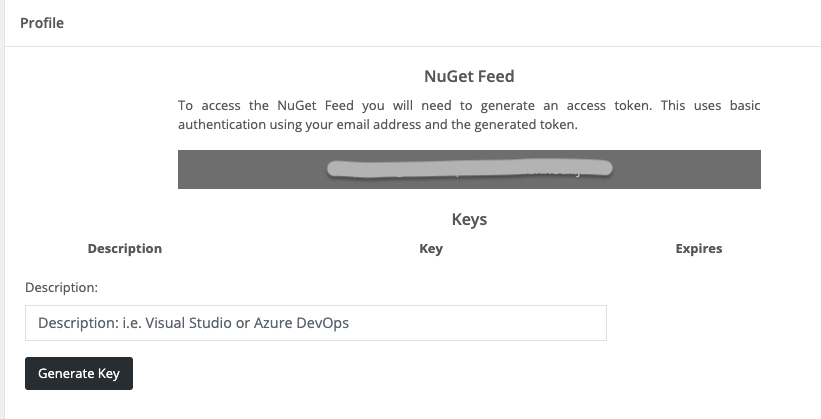 Profile
NuGet Feed
To access the NuGet Feed you will need to generate an access token. This uses basic
authentication using your email address and the generated token.
Keys
Description Key Expires
Description:
Description: i.e. Visual Studio or Azure DevOps
Generate Key